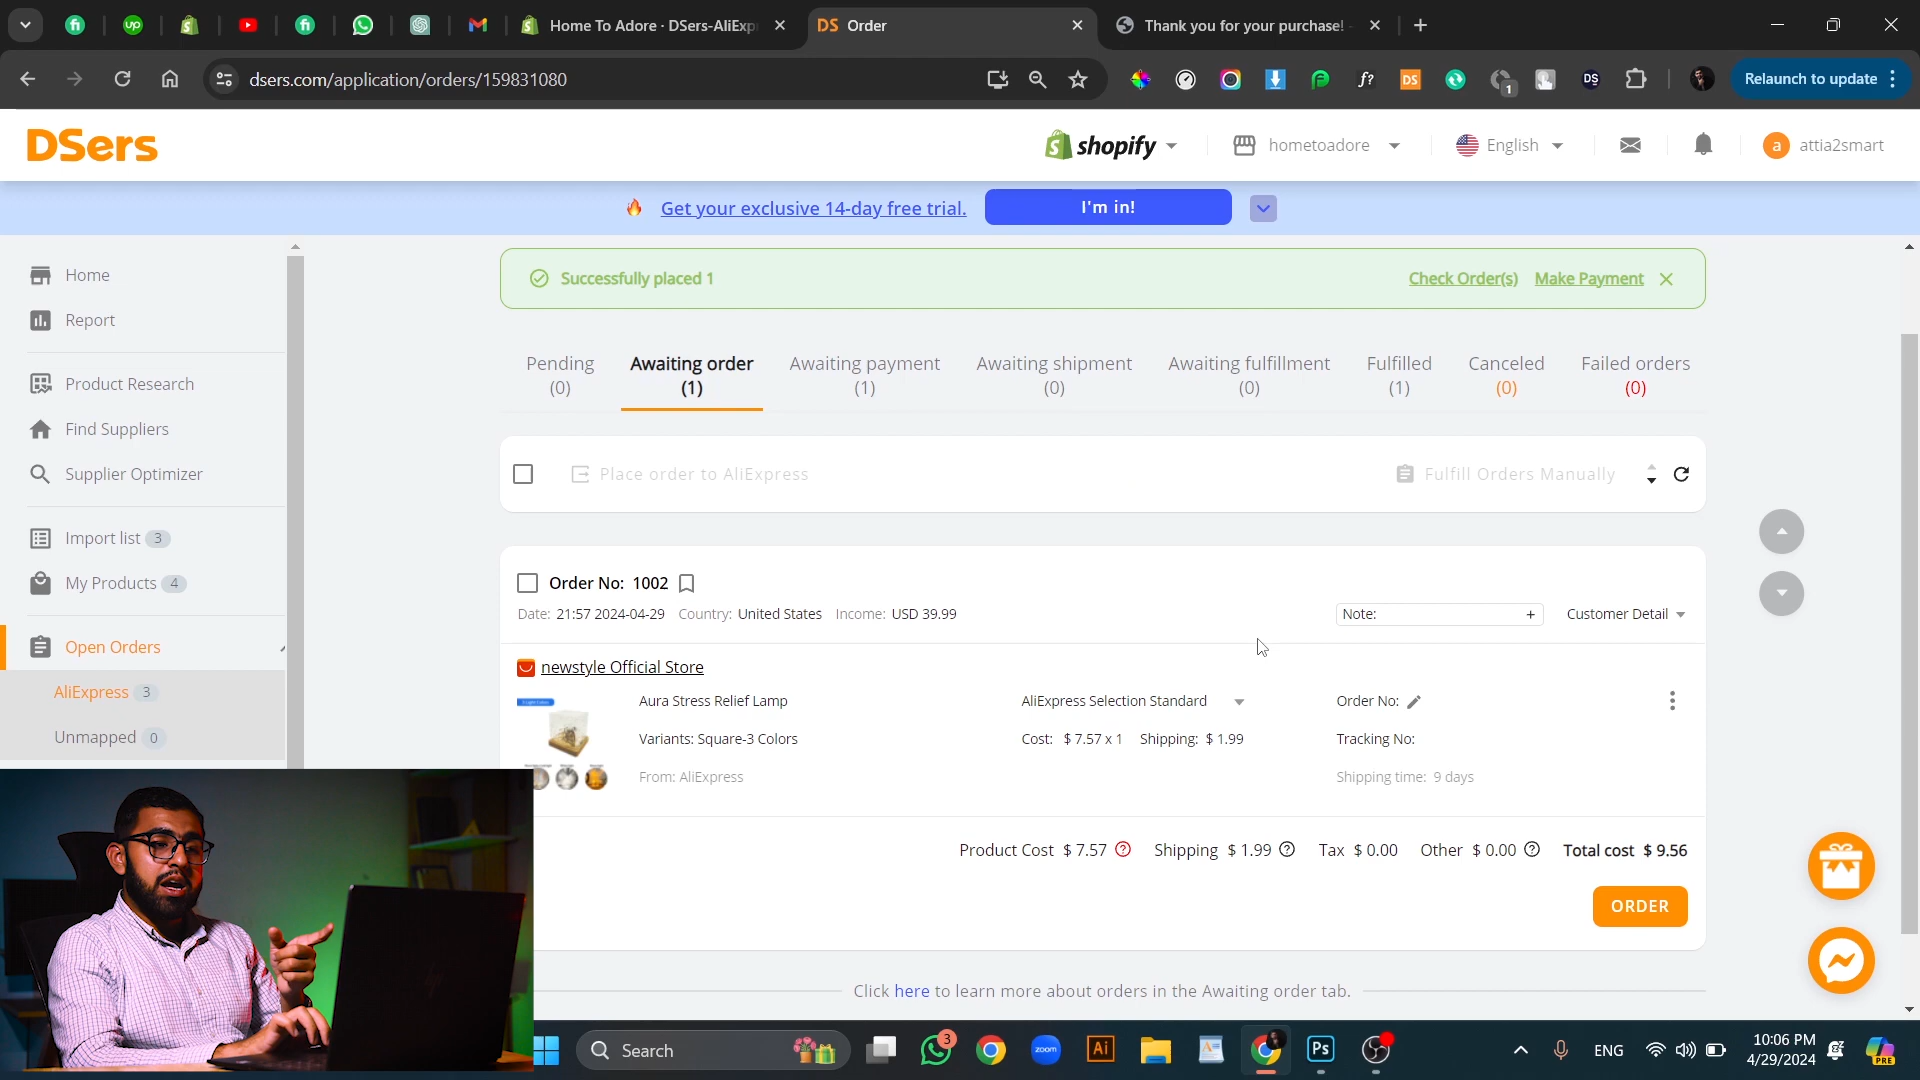 Home To Adore · DSers-AliExp
DS Order
Thank you for your purchase! -
dsers.com/application/orders/159831080
Relaunch to update
DSers
shopify
hometoadore
English
a attia2smart
Get your exclusive 14-day free trial.
I'm in!
Home
Report
Product Research
Find Suppliers
Supplier Optimizer
Import list 3
My Products 4
Open Orders
AliExpress 3
Unmapped 0
Successfully placed 1
Check Order(s) Make Payment
Pending (0)
Awaiting order (1)
Awaiting payment (1)
Awaiting shipment (0)
Awaiting fulfillment (0)
Fulfilled (1)
Canceled (0)
Failed orders (0)
Place order to AliExpress
Fulfill Orders Manually
Order No: 1002
Date: 21:57 2024-04-29 Country: United States Income: USD 39.99
Note: +
Customer Detail
newstyle Official Store
Aura Stress Relief Lamp
AliExpress Selection Standard
Order No:
Variants: Square-3 Colors
Cost: $ 7.57 x 1 Shipping: $ 1.99
Tracking No:
From: AliExpress
Shipping time: 9 days
Product Cost $ 7.57 Shipping $ 1.99 Tax $ 0.00 Other $ 0.00 Total cost $ 9.56
ORDER
Click here to learn more about orders in the Awaiting order tab.
Search
3
zoom
Ai
Ps
ENG
10:06 PM
4/29/2024
PRE